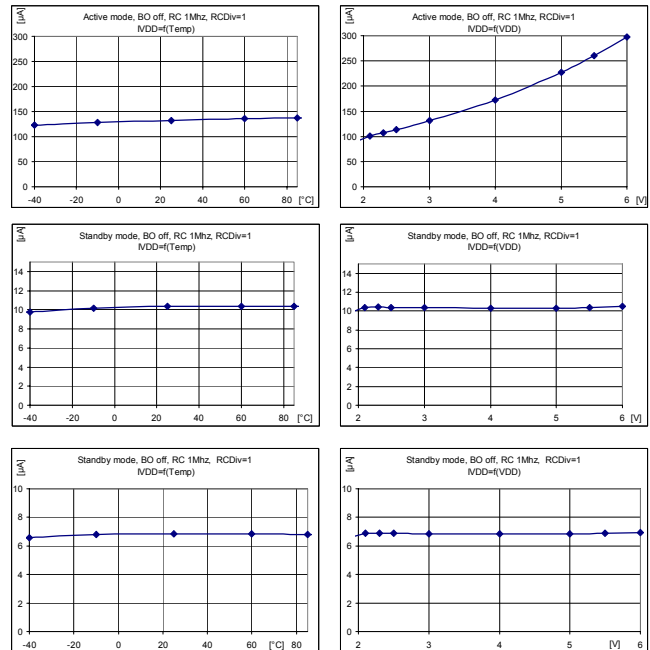 [µA]
Active mode, BO off, RC 1Mhz, RCDiv=1
IVDD=f(Temp)
300
250
200
150
100
50
0
-40 -20 0 20 40 60 80 [°C]
[µA]
Active mode, BO off, RC 1Mhz, RCDiv=1
IVDD=f(VDD)
300
250
200
150
100
50
0
2 3 4 5 6 [V]
[µA]
Standby mode, BO off, RC 1Mhz, RCDiv=1
IVDD=f(Temp)
14
12
10
8
6
4
2
0
-40 -20 0 20 40 60 80 [°C]
[µA]
Standby mode, BO off, RC 1Mhz, RCDiv=1
IVDD=f(VDD)
14
12
10
8
6
4
2
0
2 3 4 5 6 [V]
[µA]
Standby mode, BO off, RC 1Mhz, RCDiv=1
IVDD=f(Temp)
10
8
6
4
2
0
-40 -20 0 20 40 60 [°C] 80
[µA]
Standby mode, BO off, RC 1Mhz, RCDiv=1
IVDD=f(VDD)
10
8
6
4
2
0
2 3 4 5 [V] 6